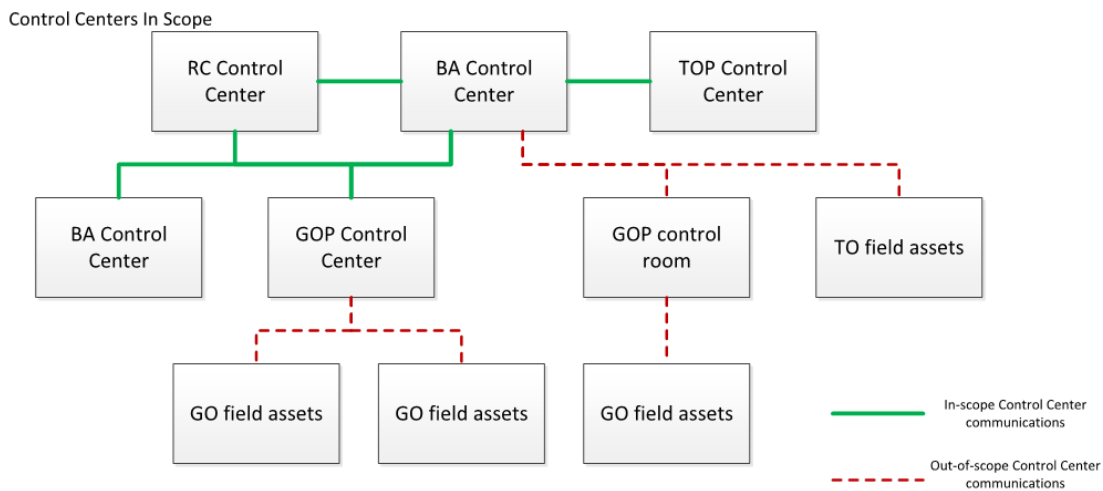 Control Centers In Scope
RC Control
Center
BA Control
Center
TOP Control
Center
BA Control
Center
GOP Control
Center
GOP control
room
TO field assets
GO field assets
GO field assets
GO field assets
In-scope Control Center
communications
Out-of-scope Control Center
communications